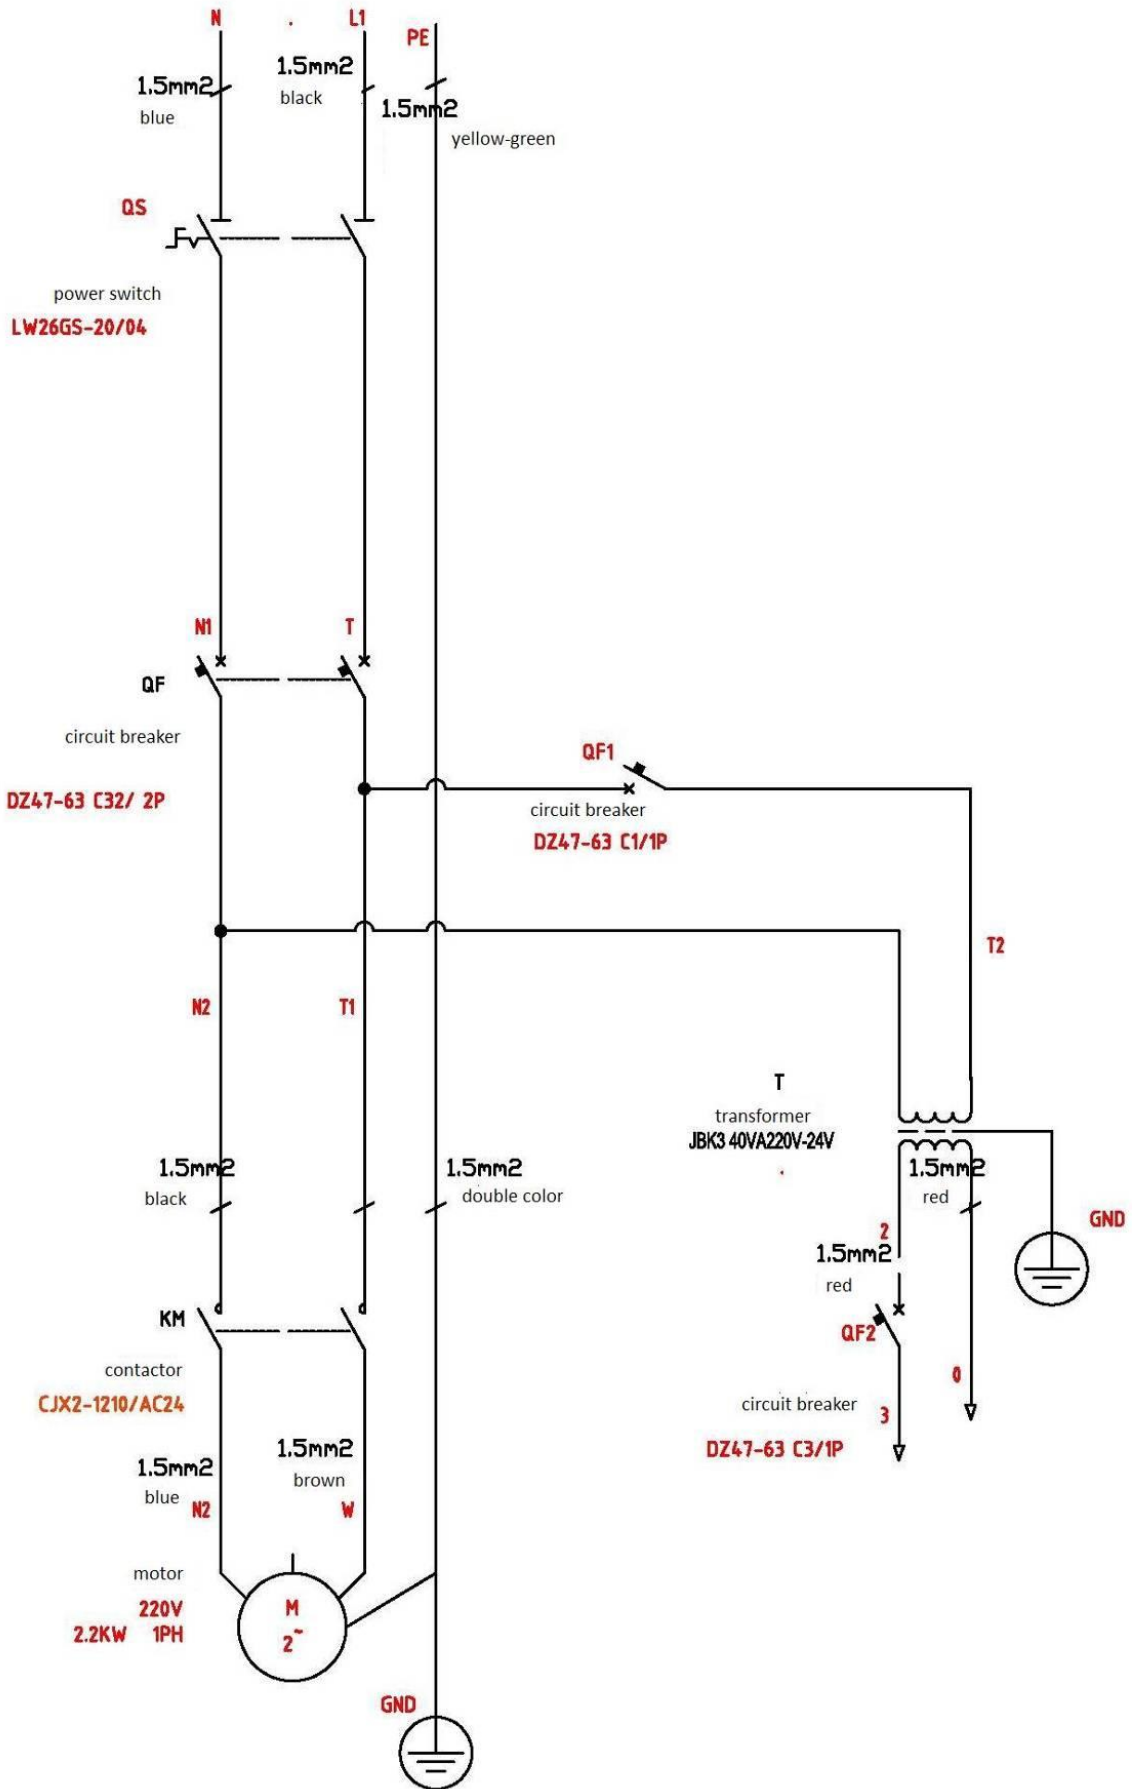 N
L1
PE
1.5mm2
black
1.5mm2
blue
1.5mm2
yellow-green
QS
power switch
LW26GS-20/04
N1
T
QF
circuit breaker
DZ47-63 C32/ 2P
QF1
circuit breaker
DZ47-63 C1/1P
T2
N2
T1
T
transformer
JBK3 40VA220V-24V
1.5mm2
black
1.5mm2
double color
1.5mm2
red
GND
2
1.5mm2
red
KM
contactor
CJX2-1210/AC24
QF2
0
circuit breaker
3
DZ47-63 C3/1P
1.5mm2
blue
N2
1.5mm2
brown
W
motor
220V
2.2KW 1PH
M
2~
GND